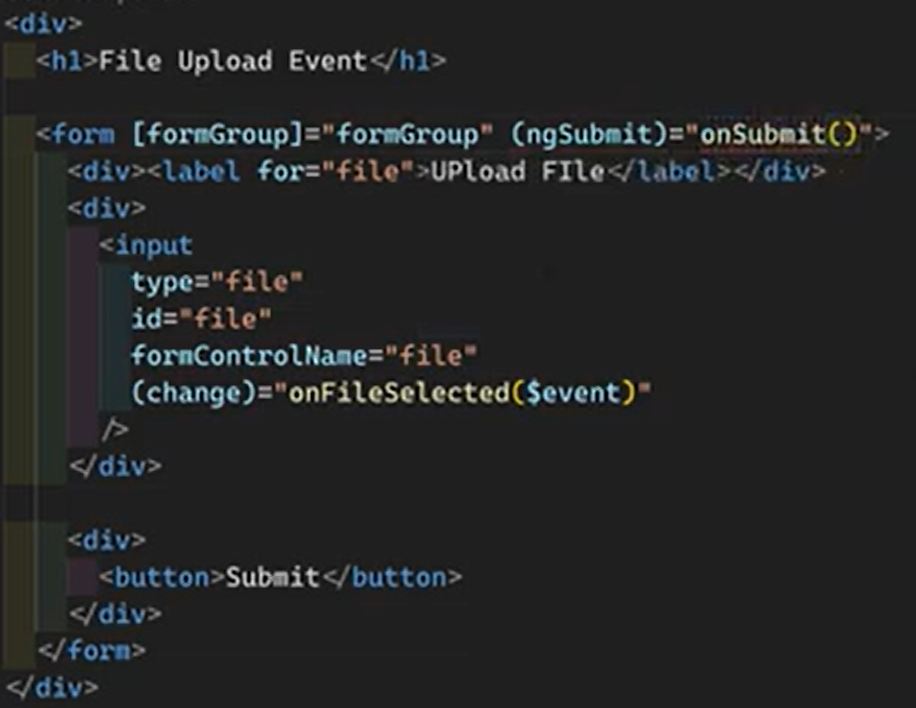 <div>
<h1>File Upload Event</h1>
<form [formGroup]="formGroup" (ngSubmit)="onSubmit()">
<div><label for="file">UPload FIle</label></div>
<div>
<input
type="file"
id="file"
formControlName="file"
(change)="onFileSelected($event)"
/>
</div>
<div>
<button>Submit</button>
</div>
</form>
</div>